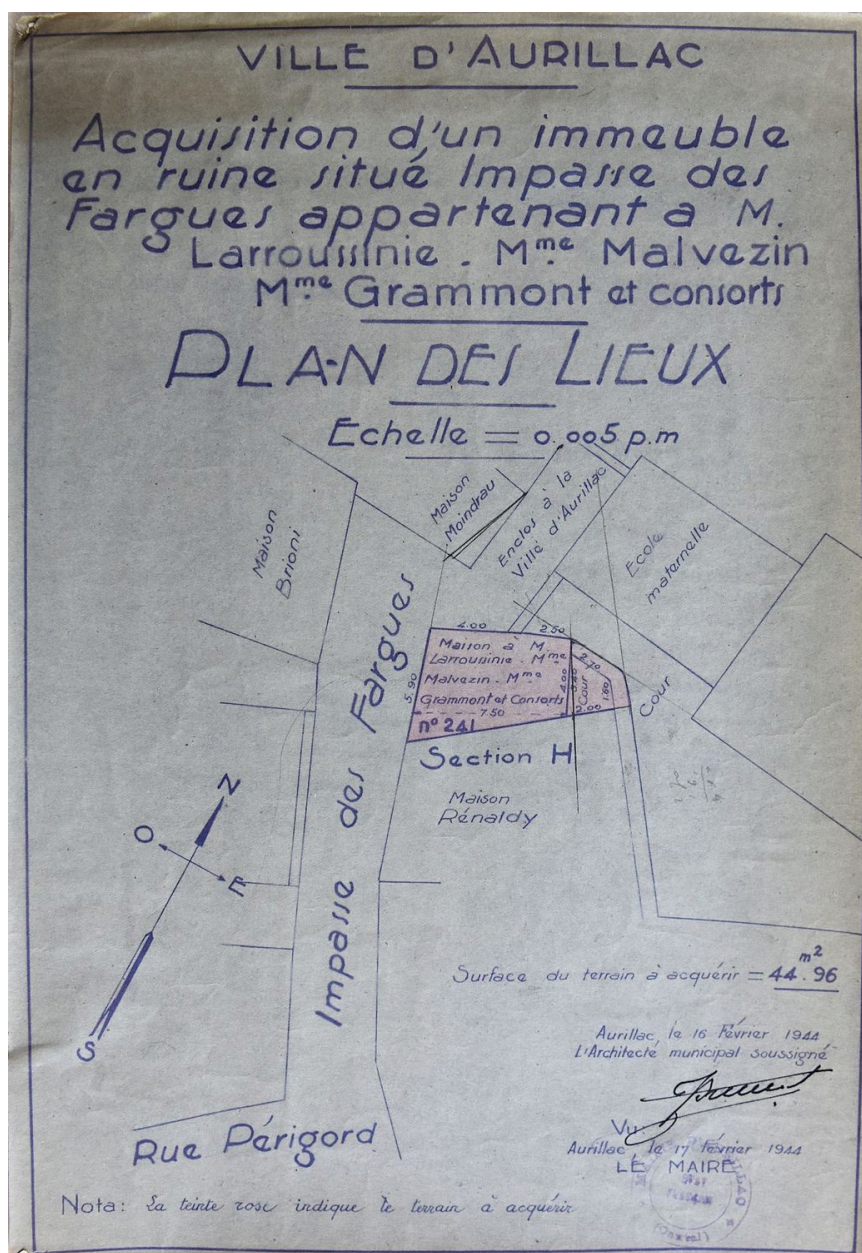 VILLE D'AURILLAC
Acquisition d'un immeuble
en ruine situé Impasse des
Fargues appartenant a M.
Larroussinie . Mme Malvezin
Mme Grammont et consorts
PLAN DES LIEUX
Echelle = 0.005 p.m
Maison
Brioni
Maison
Moindrau
Enclos à la
Ville d'Aurillac
Ecole
maternelle
Impasse des Fargues
4.00
2.50
5.90
Maison à M.
Larroussinie . Mme
Malvezin . Mme
Grammont et Consorts
7.50
n° 241
4.00
Cour
2.70
1.80
2.00
Cour
Section H
Maison
Rénaldy
N
O
E
S
Surface du terrain à acquérir = 44.96 m2
Aurillac, le 16 Février 1944
L'Architecte municipal soussigné
Vu
Aurillac le 17 Février 1944
LE MAIRE
Rue Périgord
Nota: La teinte rose indique le terrain à acquérir